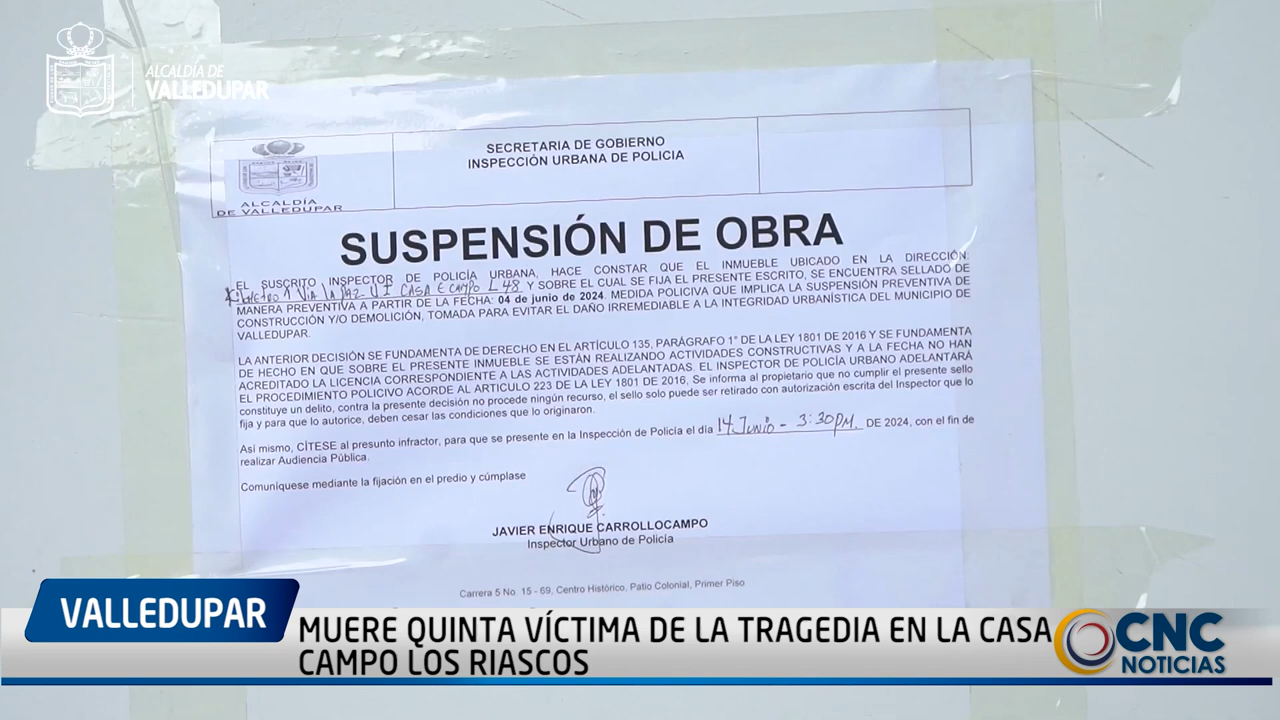 ALCALDÍA DE
VALLEDUPAR
SECRETARIA DE GOBIERNO
INSPECCIÓN URBANA DE POLICIA
ALCALDÍA
DE VALLEDUPAR
SUSPENSIÓN DE OBRA
EL SUSCRITO INSPECTOR DE POLICÍA URBANA, HACE CONSTAR QUE EL INMUEBLE UBICADO EN LA DIRECCIÓN:
VIA LA PAZ CASA CAMPO L 48 Y SOBRE EL CUAL SE FIJA EL PRESENTE ESCRITO, SE ENCUENTRA SELLADO DE
MANERA PREVENTIVA A PARTIR DE LA FECHA: 04 de junio de 2024. MEDIDA POLICIVA QUE IMPLICA LA SUSPENSIÓN PREVENTIVA DE
CONSTRUCCIÓN Y/O DEMOLICIÓN, TOMADA PARA EVITAR EL DAÑO IRREMEDIABLE A LA INTEGRIDAD URBANÍSTICA DEL MUNICIPIO DE
VALLEDUPAR.
LA ANTERIOR DECISIÓN SE FUNDAMENTA DE DERECHO EN EL ARTÍCULO 135, PARÁGRAFO 1° DE LA LEY 1801 DE 2016 Y SE FUNDAMENTA
DE HECHO EN QUE SOBRE EL PRESENTE INMUEBLE SE ESTÁN REALIZANDO ACTIVIDADES CONSTRUCTIVAS Y A LA FECHA NO HAN
ACREDITADO LA LICENCIA CORRESPONDIENTE A LAS ACTIVIDADES ADELANTADAS. EL INSPECTOR DE POLICÍA URBANO ADELANTARÁ
EL PROCEDIMIENTO POLICIVO ACORDE AL ARTICULO 223 DE LA LEY 1801 DE 2016, Se informa al propietario que no cumplir el presente sello
constituye un delito, contra la presente decisión no procede ningún recurso, el sello solo puede ser retirado con autorización escrita del Inspector que lo
fija y para que lo autorice, deben cesar las condiciones que lo originaron.
Así mismo, CÍTESE al presunto infractor, para que se presente en la Inspección de Policía el día 14 JUNIO - 3:30 PM. DE 2024, con el fin de
realizar Audiencia Pública.
Comuníquese mediante la fijación en el predio y cúmplase
JAVIER ENRIQUE CARROLLOCAMPO
Inspector Urbano de Policía
Carrera 5 No. 15 - 69, Centro Histórico, Patio Colonial, Primer Piso
VALLEDUPAR
MUERE QUINTA VÍCTIMA DE LA TRAGEDIA EN LA CASA
CAMPO LOS RIASCOS
CNC
NOTICIAS